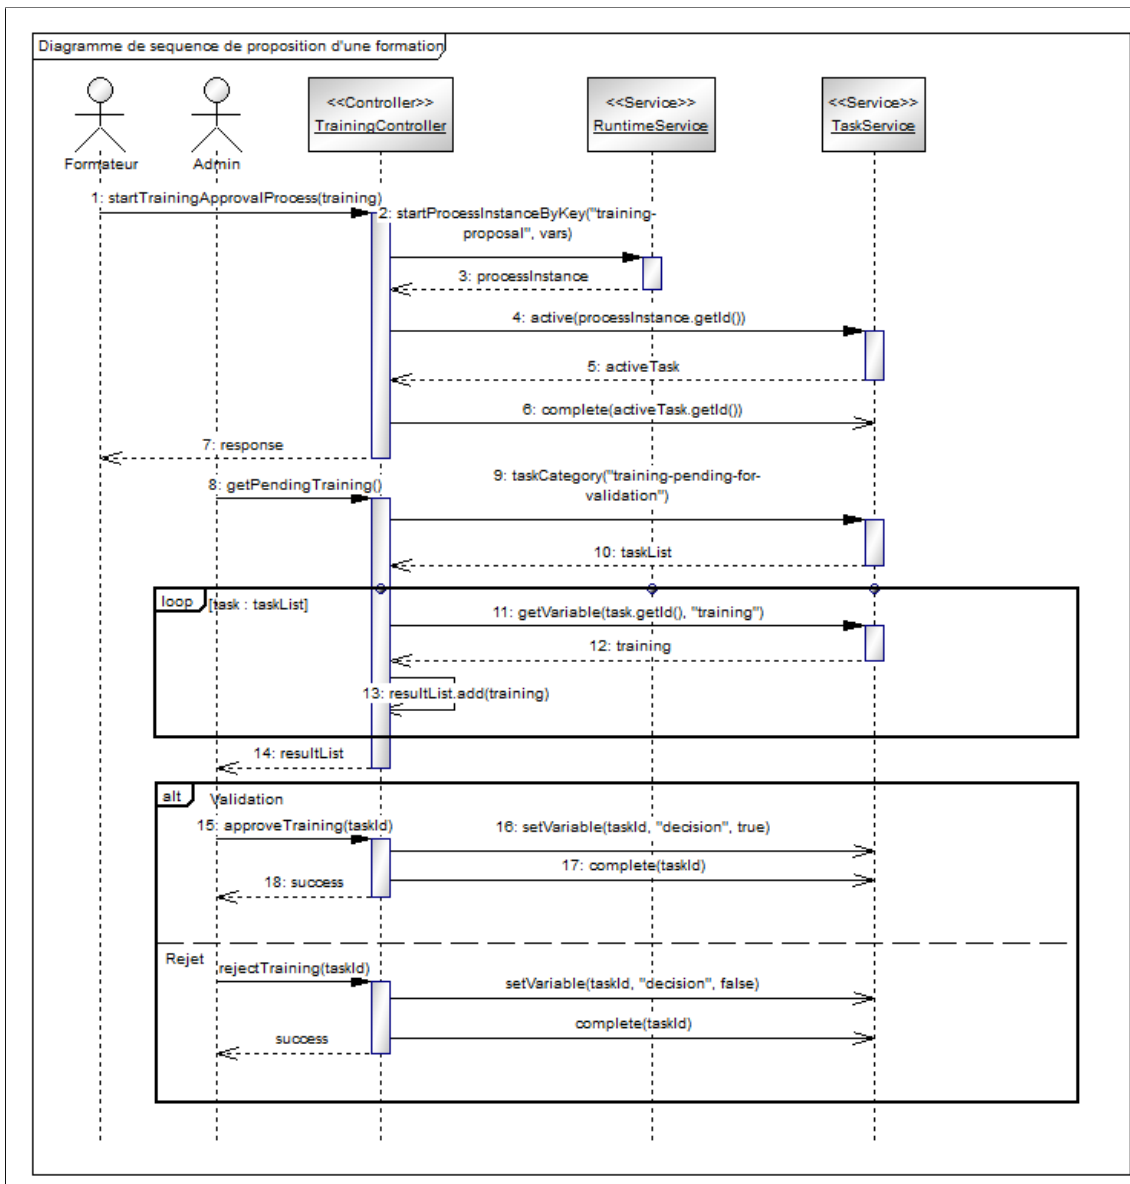 Diagramme de sequence de proposition d'une formation
<<Controller>>
TrainingController
<<Service>>
RuntimeService
<<Service>>
TaskService
Formateur
Admin
1: startTrainingApprovalProcess(training)
2: startProcessInstanceByKey("training-
proposal", vars)
3: processInstance
4: active(processInstance.getId())
5: activeTask
6: complete(activeTask.getId())
7: response
8: getPendingTraining()
9: taskCategory("training-pending-for-
validation")
10: taskList
loop
[task : taskList]
11: getVariable(task.getId(), "training")
12: training
13: resultList.add(training)
14: resultList
alt
Validation
15: approveTraining(taskId)
16: setVariable(taskId, "decision", true)
17: complete(taskId)
18: success
Rejet
rejectTraining(taskId)
setVariable(taskId, "decision", false)
complete(taskId)
success